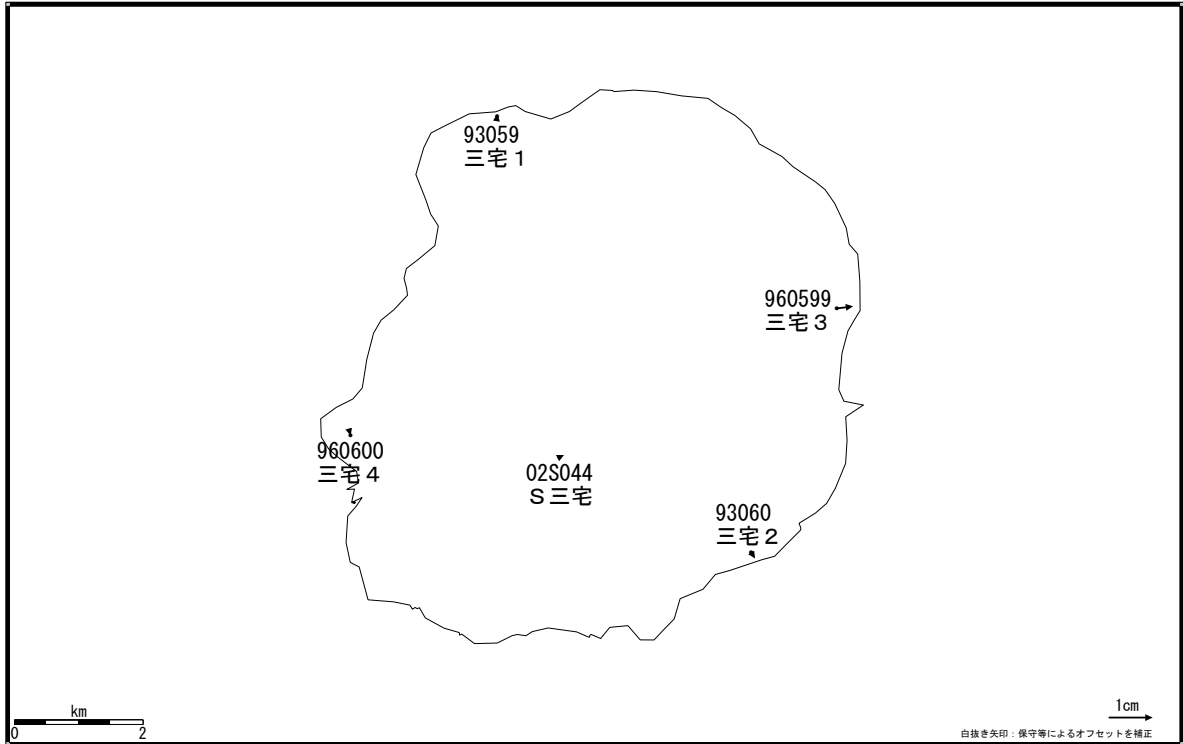 93059
三宅１
960599
三宅３
960600
三宅４
02S044
Ｓ三宅
93060
三宅２
km
0 2
1cm
白抜き矢印：保守等によるオフセットを補正